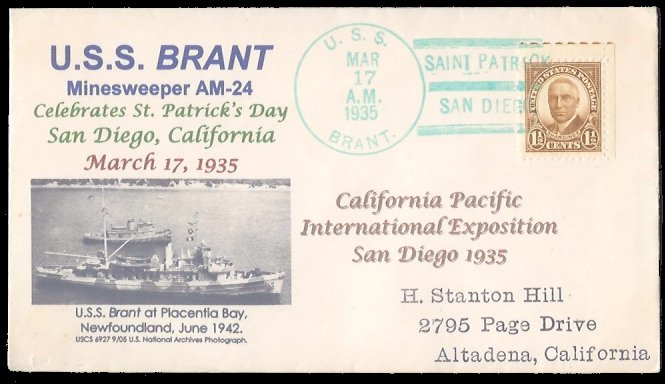 U.S.S. BRANT
Minesweeper AM-24
Celebrates St. Patrick's Day
San Diego, California
March 17, 1935
U.S.S. Brant at Placentia Bay,
Newfoundland, June 1942.
USCS 6927 9/05 U.S. National Archives Photograph.
U. S. S.
MAR
17
A.M.
1935
BRANT.
SAINT PATRICK
SAN DIEGO
UNITED STATES POSTAGE
1½ 1½
CENTS
California Pacific
International Exposition
San Diego 1935
H. Stanton Hill
2795 Page Drive
Altadena, California